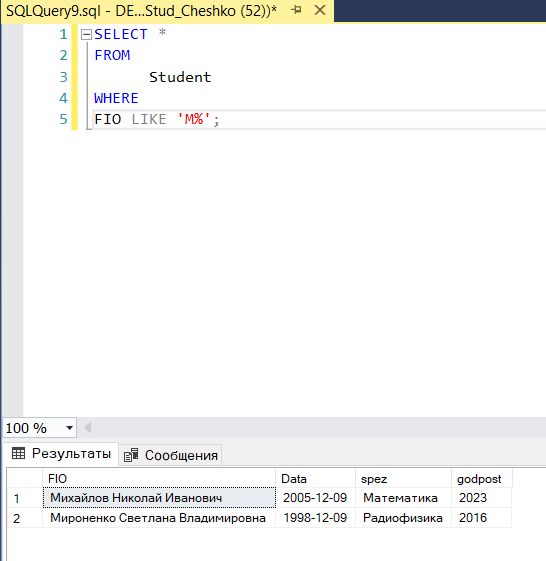 SQLQuery9.sql - DE...Stud_Cheshko (52))*
1 SELECT *
2 FROM
3 Student
4 WHERE
5 FIO LIKE 'М%';
100 %
Результаты Сообщения
FIO Data spez godpost
1 Михайлов Николай Иванович 2005-12-09 Математика 2023
2 Мироненко Светлана Владимировна 1998-12-09 Радиофизика 2016